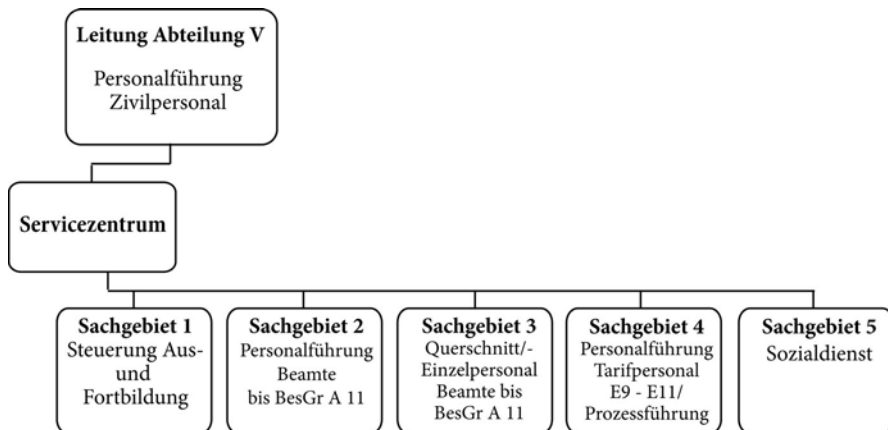 Leitung Abteilung V
Personalführung
Zivilpersonal
Servicezentrum
Sachgebiet 1
Steuerung Aus-
und
Fortbildung
Sachgebiet 2
Personalführung
Beamte
bis BesGr A 11
Sachgebiet 3
Querschnitt/-
Einzelpersonal
Beamte bis
BesGr A 11
Sachgebiet 4
Personalführung
Tarifpersonal
E9 - E11/
Prozessführung
Sachgebiet 5
Sozialdienst